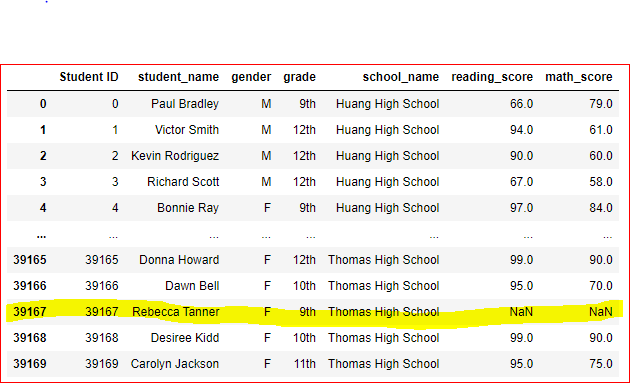 Student ID student_name gender grade school_name reading_score math_score
0 0 Paul Bradley M 9th Huang High School 66.0 79.0
1 1 Victor Smith M 12th Huang High School 94.0 61.0
2 2 Kevin Rodriguez M 12th Huang High School 90.0 60.0
3 3 Richard Scott M 12th Huang High School 67.0 58.0
4 4 Bonnie Ray F 9th Huang High School 97.0 84.0
... ... ... ... ... ... ... ...
39165 39165 Donna Howard F 12th Thomas High School 99.0 90.0
39166 39166 Dawn Bell F 10th Thomas High School 95.0 70.0
39167 39167 Rebecca Tanner F 9th Thomas High School NaN NaN
39168 39168 Desiree Kidd F 10th Thomas High School 99.0 90.0
39169 39169 Carolyn Jackson F 11th Thomas High School 95.0 75.0